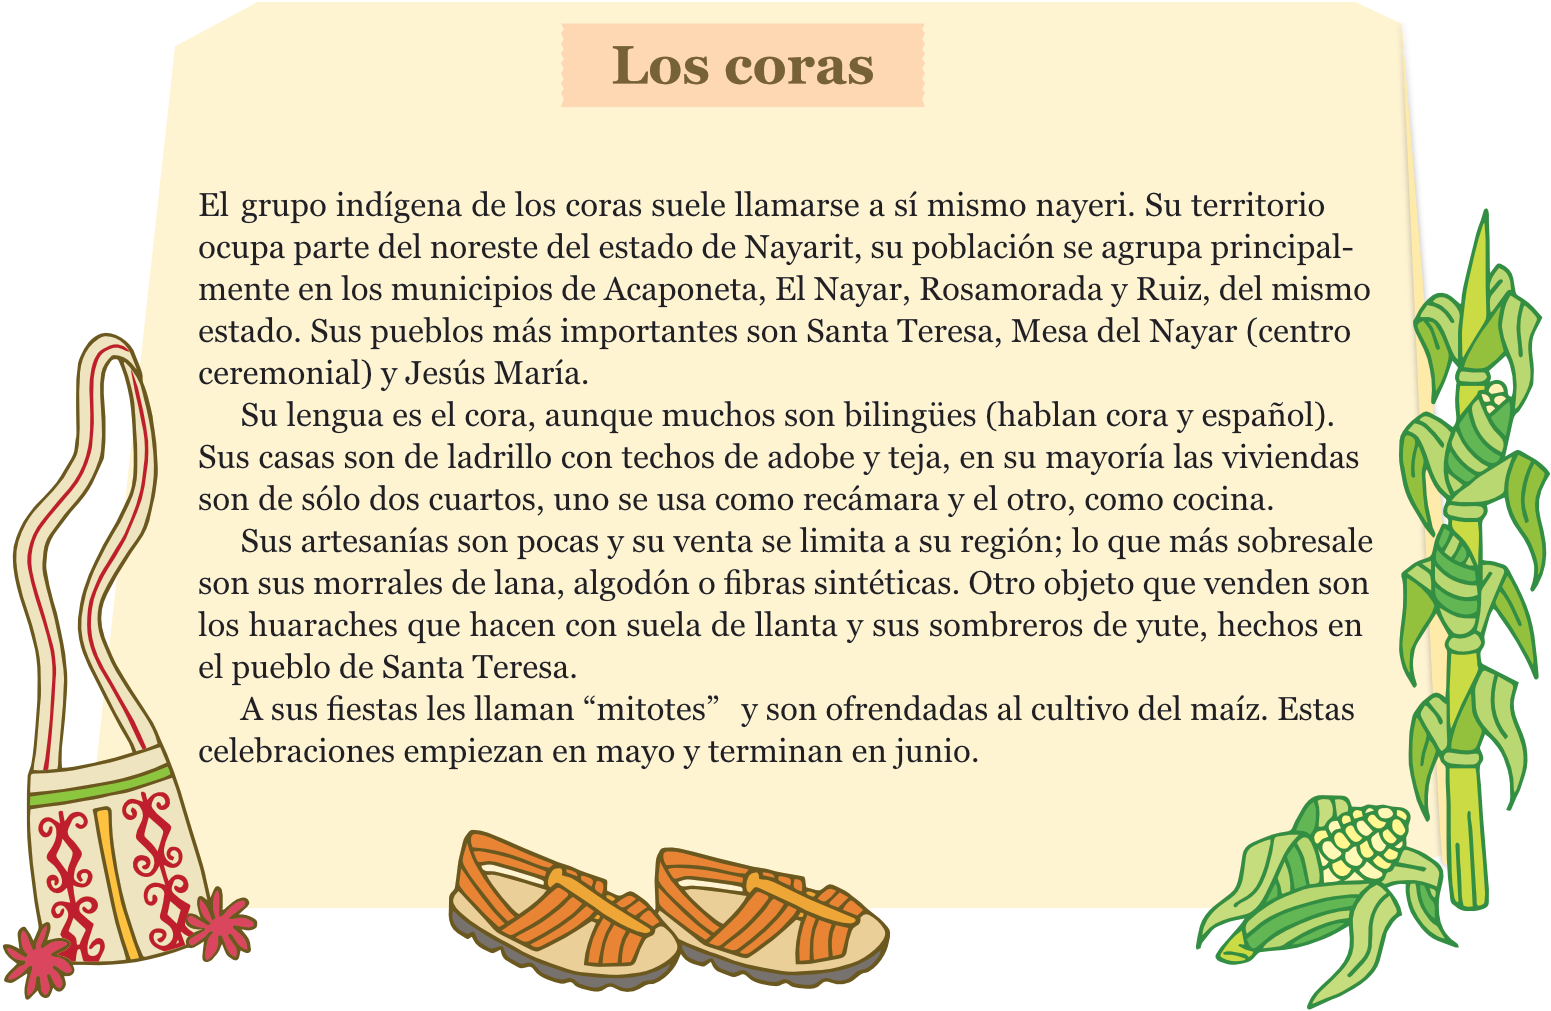 Los coras
El grupo indígena de los coras suele llamarse a sí mismo nayeri. Su territorio
ocupa parte del noreste del estado de Nayarit, su población se agrupa principal-
mente en los municipios de Acaponeta, El Nayar, Rosamorada y Ruiz, del mismo
estado. Sus pueblos más importantes son Santa Teresa, Mesa del Nayar (centro
ceremonial) y Jesús María.
Su lengua es el cora, aunque muchos son bilingües (hablan cora y español).
Sus casas son de ladrillo con techos de adobe y teja, en su mayoría las viviendas
son de sólo dos cuartos, uno se usa como recámara y el otro, como cocina.
Sus artesanías son pocas y su venta se limita a su región; lo que más sobresale
son sus morrales de lana, algodón o fibras sintéticas. Otro objeto que venden son
los huaraches que hacen con suela de llanta y sus sombreros de yute, hechos en
el pueblo de Santa Teresa.
A sus fiestas les llaman “mitotes” y son ofrendadas al cultivo del maíz. Estas
celebraciones empiezan en mayo y terminan en junio.